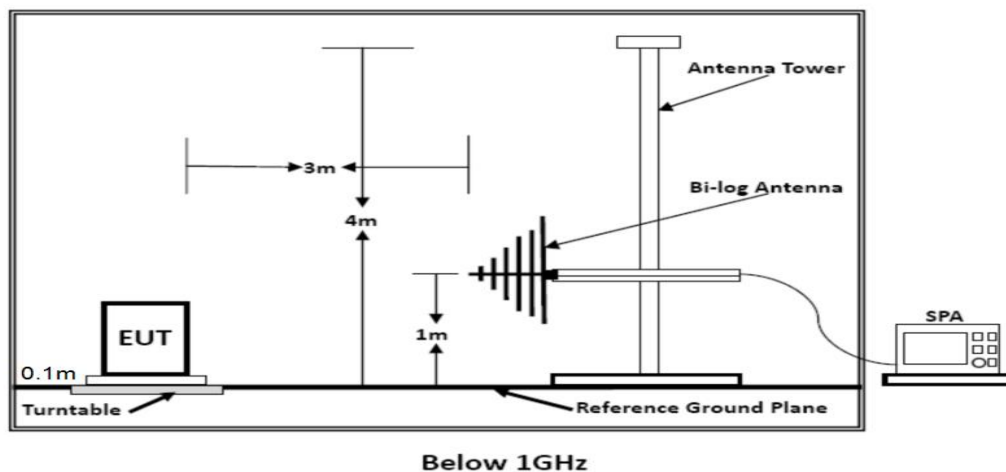 Antenna Tower
3m
Bi-log Antenna
4m
SPA
EUT
1m
0.1m
Turntable
Reference Ground Plane
Below 1GHz